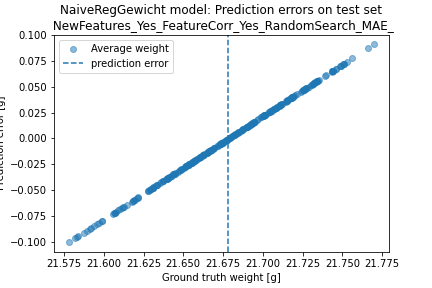 NaiveRegGewicht model: Prediction errors on test set
NewFeatures_Yes_FeatureCorr_Yes_RandomSearch_MAE_
Average weight
prediction error
0.100
0.075
0.050
0.025
0.000
−0.025
−0.050
−0.075
−0.100
error [g]
21.575 21.600 21.625 21.650 21.675 21.700 21.725 21.750 21.775
Ground truth weight [g]